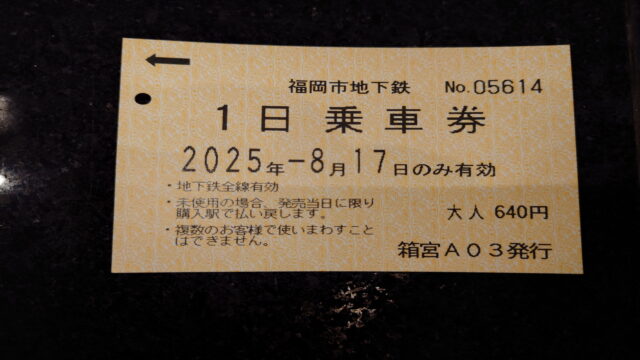 ←
福岡市地下鉄 No.05614
1日乗車券
2025年-8月17日のみ有効
・地下鉄全線有効
・未使用の場合、発売当日に限り
購入駅で払い戻します。
大人 640円
・複数のお客様で使いまわすこと
はできません。
箱宮A03発行